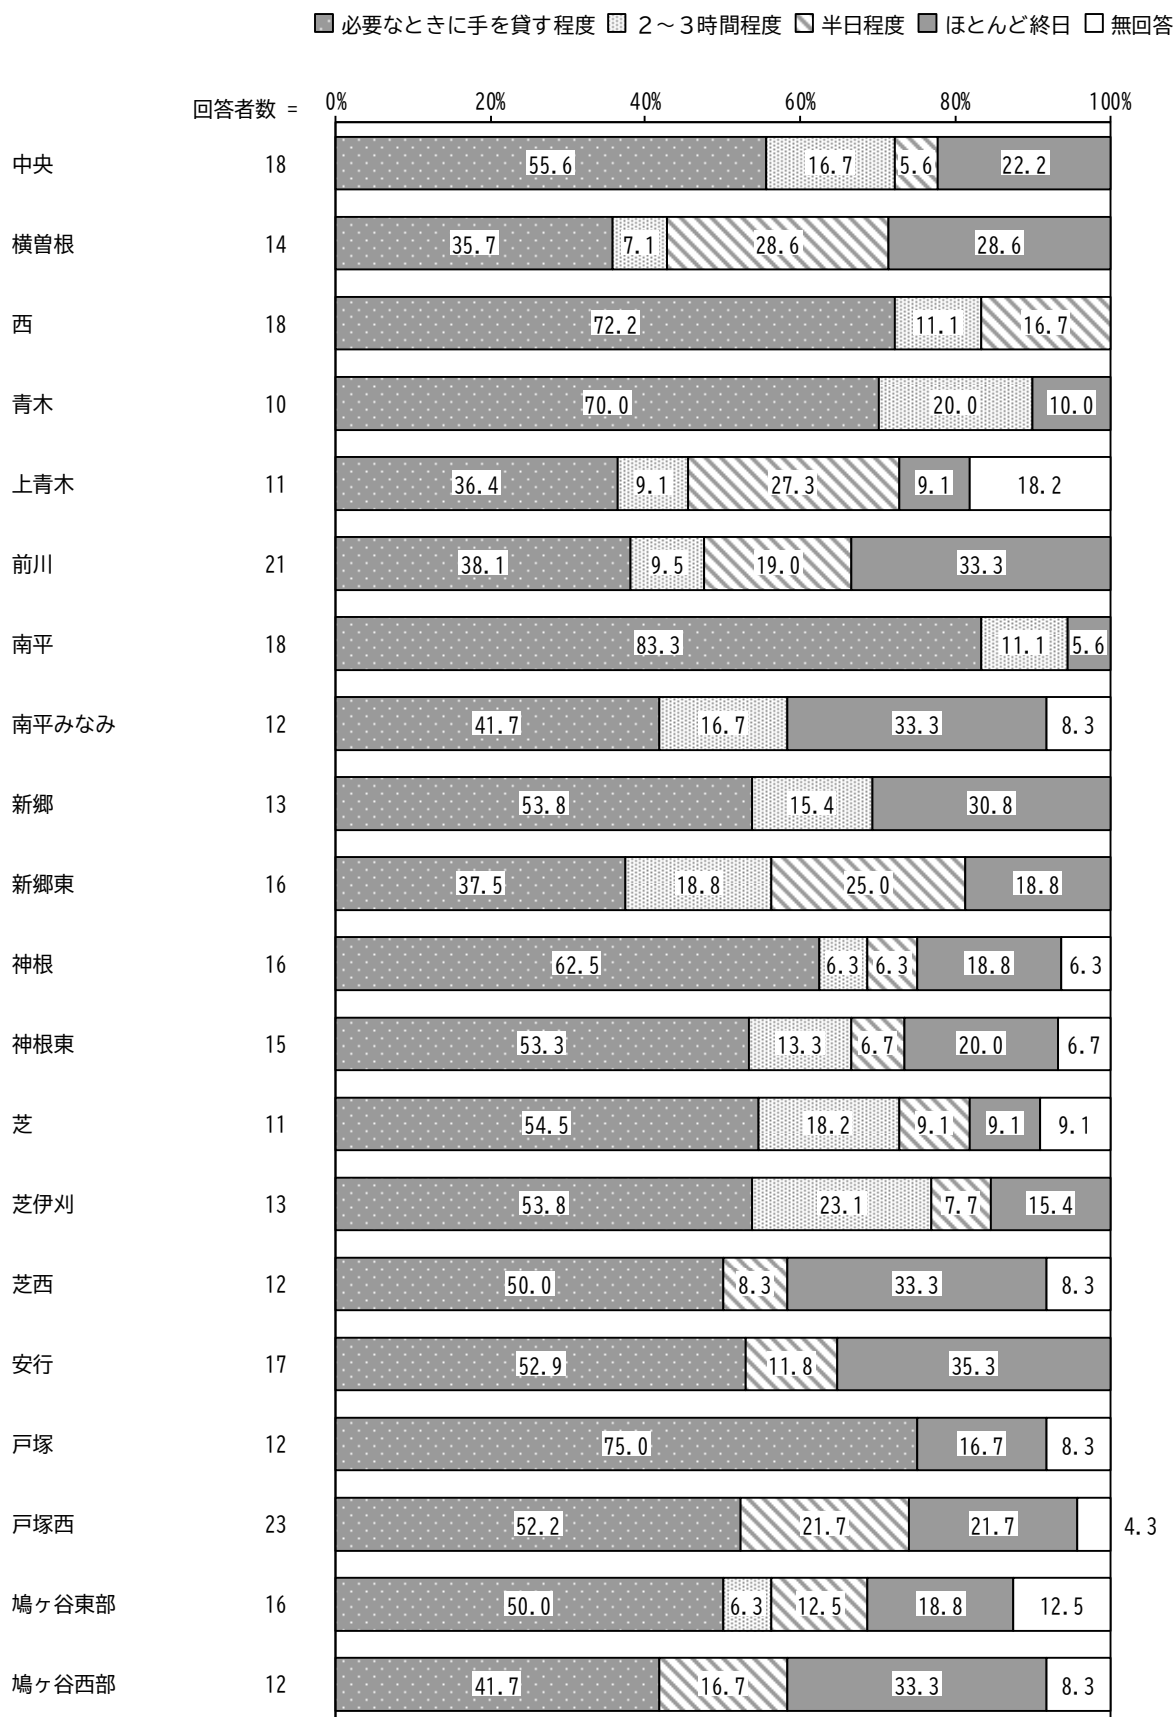 必要なときに手を貸す程度 ２～３時間程度 半日程度 ほとんど終日 無回答
回答者数 = 0% 20% 40% 60% 80% 100%
中央 18 55.6 16.7 5.6 22.2
横曽根 14 35.7 7.1 28.6 28.6
西 18 72.2 11.1 16.7
青木 10 70.0 20.0 10.0
上青木 11 36.4 9.1 27.3 9.1 18.2
前川 21 38.1 9.5 19.0 33.3
南平 18 83.3 11.1 5.6
南平みなみ 12 41.7 16.7 33.3 8.3
新郷 13 53.8 15.4 30.8
新郷東 16 37.5 18.8 25.0 18.8
神根 16 62.5 6.3 6.3 18.8 6.3
神根東 15 53.3 13.3 6.7 20.0 6.7
芝 11 54.5 18.2 9.1 9.1 9.1
芝伊刈 13 53.8 23.1 7.7 15.4
芝西 12 50.0 8.3 33.3 8.3
安行 17 52.9 11.8 35.3
戸塚 12 75.0 16.7 8.3
戸塚西 23 52.2 21.7 21.7 4.3
鳩ヶ谷東部 16 50.0 6.3 12.5 18.8 12.5
鳩ヶ谷西部 12 41.7 16.7 33.3 8.3